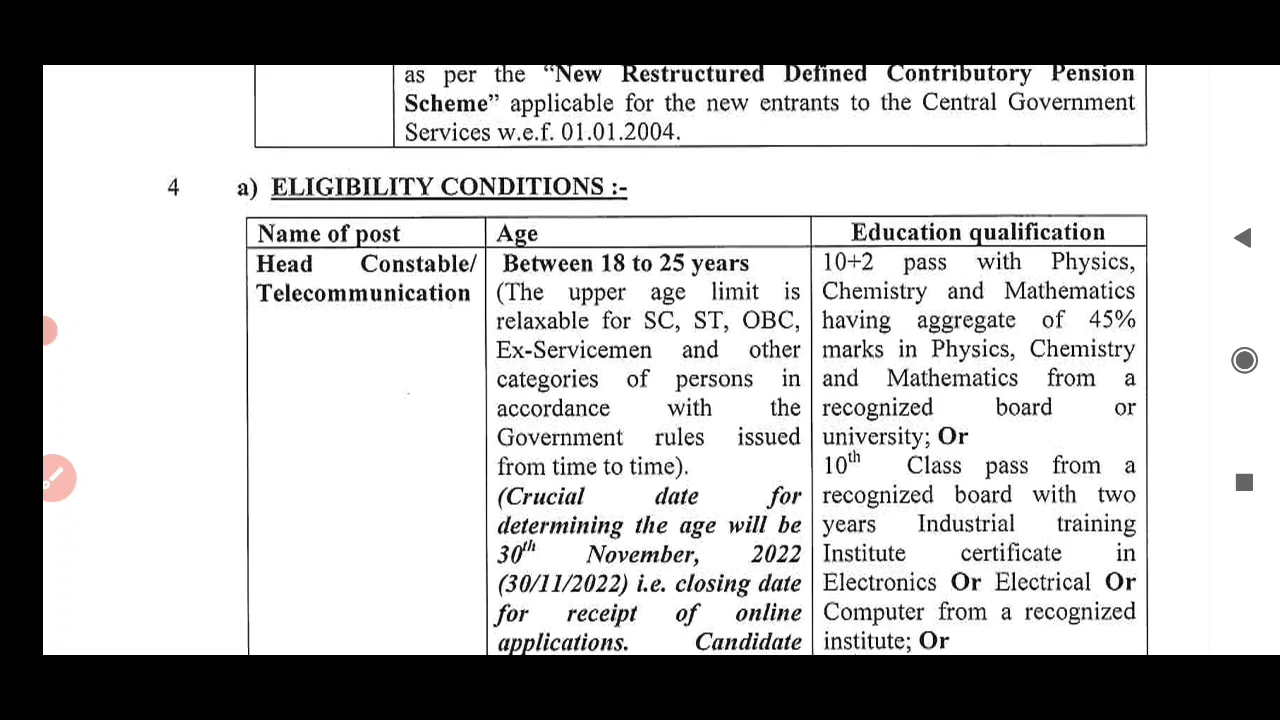 as per the “New Restructured Defined Contributory Pension
Scheme” applicable for the new entrants to the Central Government
Services w.e.f. 01.01.2004.
4 a) ELIGIBILITY CONDITIONS :-
Name of post
Head Constable/
Telecommunication
Age
Between 18 to 25 years
(The upper age limit is
relaxable for SC, ST, OBC,
Ex-Servicemen and other
categories of persons in
accordance with the
Government rules issued
from time to time).
(Crucial date for
determining the age will be
30th November, 2022
(30/11/2022) i.e. closing date
for receipt of online
applications. Candidate
Education qualification
10+2 pass with Physics,
Chemistry and Mathematics
having aggregate of 45%
marks in Physics, Chemistry
and Mathematics from a
recognized board or
university; Or
10th Class pass from a
recognized board with two
years Industrial training
Institute certificate in
Electronics Or Electrical Or
Computer from a recognized
institute; Or